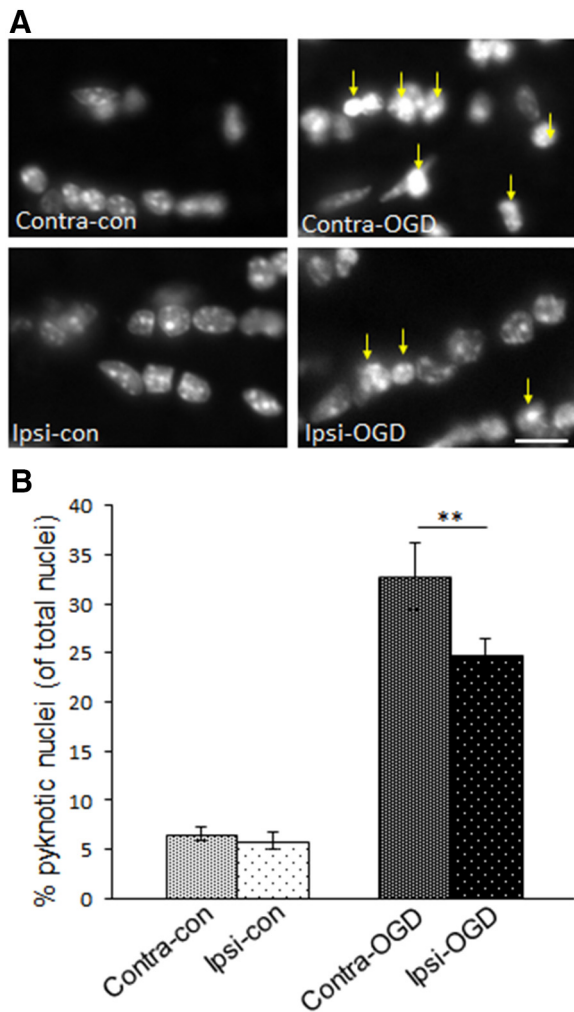 A
Contra-con
Contra-OGD
Ipsi-con
Ipsi-OGD
B
% pyknotic nuclei (of total nuclei)
40
35
30
25
20
15
10
5
0
**
Contra-con
Ipsi-con
Contra-OGD
Ipsi-OGD